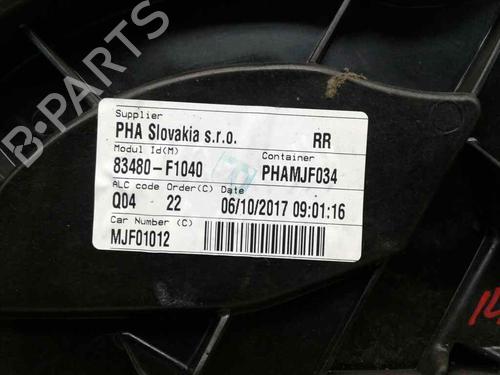 Supplier
PHA Slovakia s.r.o. RR
Modul Id(M) Container
83480-F1040 PHAMJF034
ALC code Order(C) Date
Q04 22 06/10/2017 09:01:16
Car Number (C)
MJF01012
B-PARTS